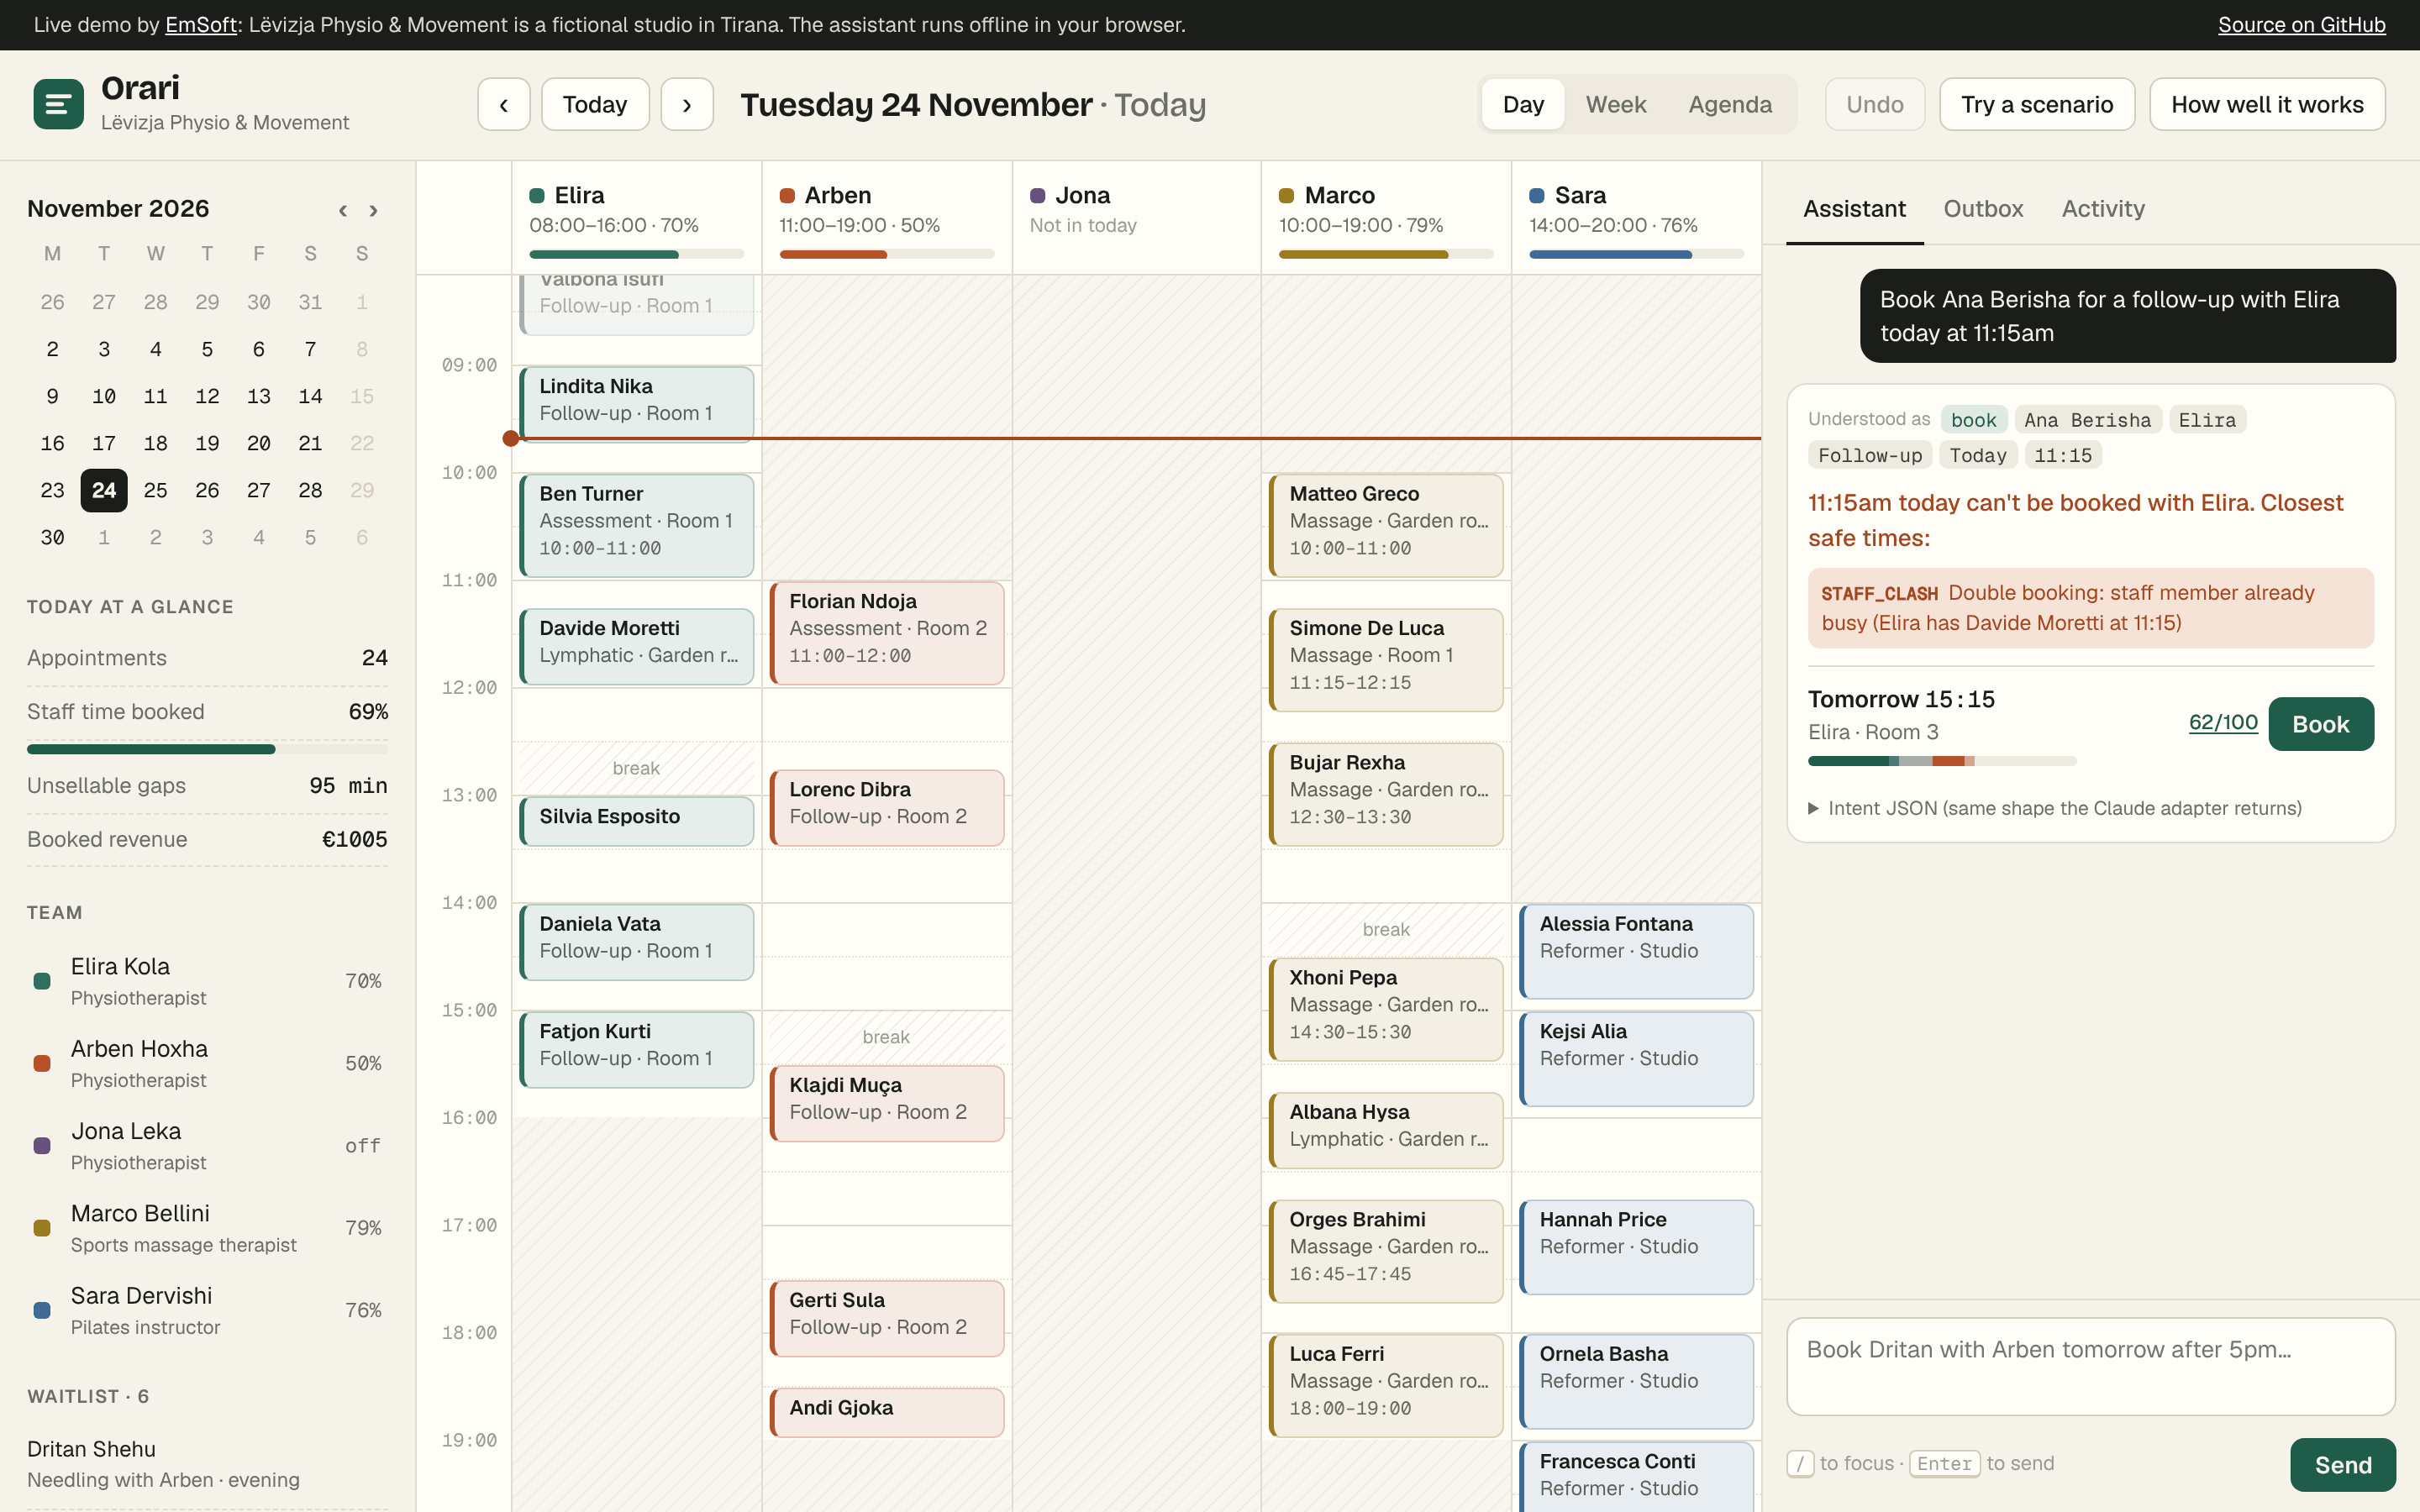 Live demo by EmSoft: Lëvizja Physio & Movement is a fictional studio in Tirana. The assistant runs offline in your browser.
Source on GitHub
Orari
Lëvizja Physio & Movement
‹
Today
›
Tuesday 24 November · Today
Day
Week
Agenda
Undo
Try a scenario
How well it works
November 2026
‹ ›
M T W T F S S
26 27 28 29 30 31 1
2 3 4 5 6 7 8
9 10 11 12 13 14 15
16 17 18 19 20 21 22
23 24 25 26 27 28 29
30 1 2 3 4 5 6
TODAY AT A GLANCE
Appointments 24
Staff time booked 69%
Unsellable gaps 95 min
Booked revenue €1005
TEAM
Elira Kola
Physiotherapist
70%
Arben Hoxha
Physiotherapist
50%
Jona Leka
Physiotherapist
off
Marco Bellini
Sports massage therapist
79%
Sara Dervishi
Pilates instructor
76%
WAITLIST · 6
Dritan Shehu
Needling with Arben · evening
09:00
10:00
11:00
12:00
13:00
14:00
15:00
16:00
17:00
18:00
19:00
Elira
08:00–16:00 · 70%
Valbona Isufi
Follow-up · Room 1
Lindita Nika
Follow-up · Room 1
Ben Turner
Assessment · Room 1
10:00–11:00
Davide Moretti
Lymphatic · Garden r…
break
Silvia Esposito
Daniela Vata
Follow-up · Room 1
Fatjon Kurti
Follow-up · Room 1
Arben
11:00–19:00 · 50%
Florian Ndoja
Assessment · Room 2
11:00–12:00
Lorenc Dibra
Follow-up · Room 2
break
Klajdi Muça
Follow-up · Room 2
Gerti Sula
Follow-up · Room 2
Andi Gjoka
Jona
Not in today
Marco
10:00–19:00 · 79%
Matteo Greco
Massage · Garden ro…
10:00–11:00
Simone De Luca
Massage · Room 1
11:15–12:15
Bujar Rexha
Massage · Garden ro…
12:30–13:30
break
Xhoni Pepa
Massage · Garden ro…
14:30–15:30
Albana Hysa
Lymphatic · Garden r…
Orges Brahimi
Massage · Garden ro…
16:45–17:45
Luca Ferri
Massage · Garden ro…
18:00–19:00
Sara
14:00–20:00 · 76%
Alessia Fontana
Reformer · Studio
Kejsi Alia
Reformer · Studio
Hannah Price
Reformer · Studio
Ornela Basha
Reformer · Studio
Francesca Conti
Reformer · Studio
Assistant
Outbox
Activity
Book Ana Berisha for a follow-up with Elira
today at 11:15am
Understood as book Ana Berisha Elira
Follow-up Today 11:15
11:15am today can't be booked with Elira. Closest
safe times:
STAFF_CLASH Double booking: staff member already
busy (Elira has Davide Moretti at 11:15)
Tomorrow 15:15
Elira · Room 3
62/100
Book
▶ Intent JSON (same shape the Claude adapter returns)
Book Dritan with Arben tomorrow after 5pm…
/ to focus · Enter to send
Send